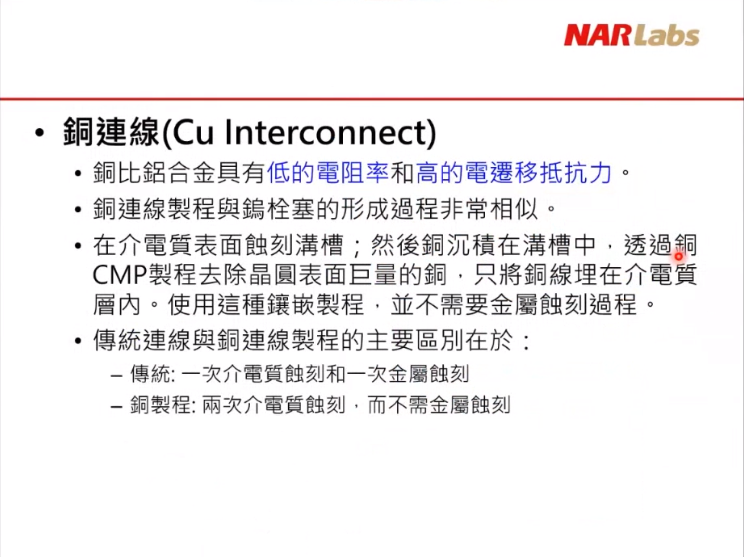 NARLabs
• 銅連線(Cu Interconnect)
• 銅比鋁合金具有低的電阻率和高的電遷移抵抗力。
• 銅連線製程與鎢栓塞的形成過程非常相似。
• 在介電質表面蝕刻溝槽；然後銅沉積在溝槽中，透過銅
CMP製程去除晶圓表面巨量的銅，只將銅線埋在介電質
層內。使用這種鑲嵌製程，並不需要金屬蝕刻過程。
• 傳統連線與銅連線製程的主要區別在於：
– 傳統: 一次介電質蝕刻和一次金屬蝕刻
– 銅製程: 兩次介電質蝕刻，而不需金屬蝕刻